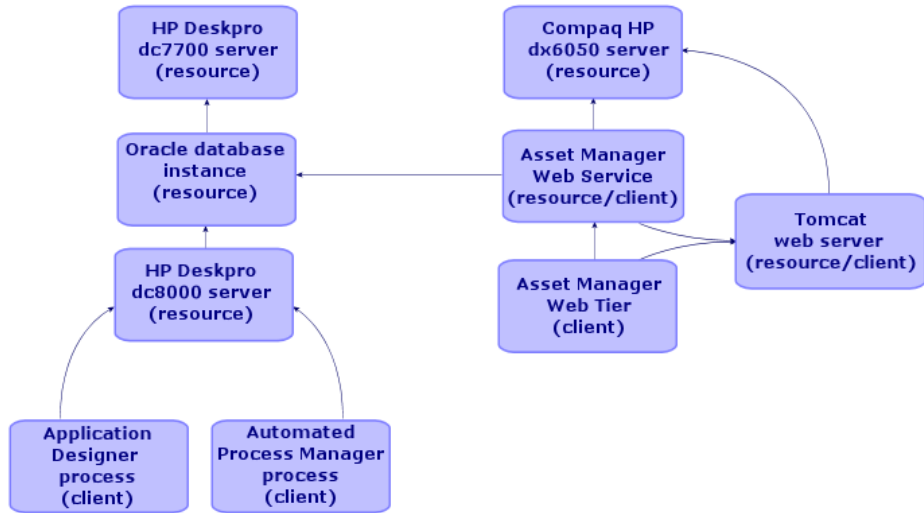 HP Deskpro
dc7700 server
(resource)
Compaq HP
dx6050 server
(resource)
Oracle database
instance
(resource)
Asset Manager
Web Service
(resource/client)
Tomcat
web server
(resource/client)
HP Deskpro
dc8000 server
(resource)
Asset Manager
Web Tier
(client)
Application
Designer
process
(client)
Automated
Process Manager
process
(client)